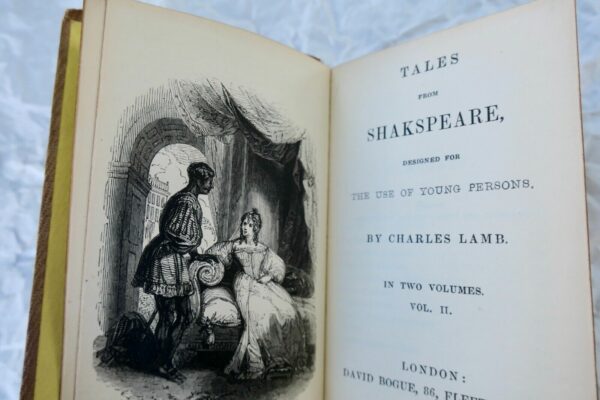 TALES
FROM
SHAKSPEARE,
DESIGNED FOR
THE USE OF YOUNG PERSONS.
BY CHARLES LAMB.
IN TWO VOLUMES.
VOL. II.
LONDON:
DAVID BOGUE, 86,